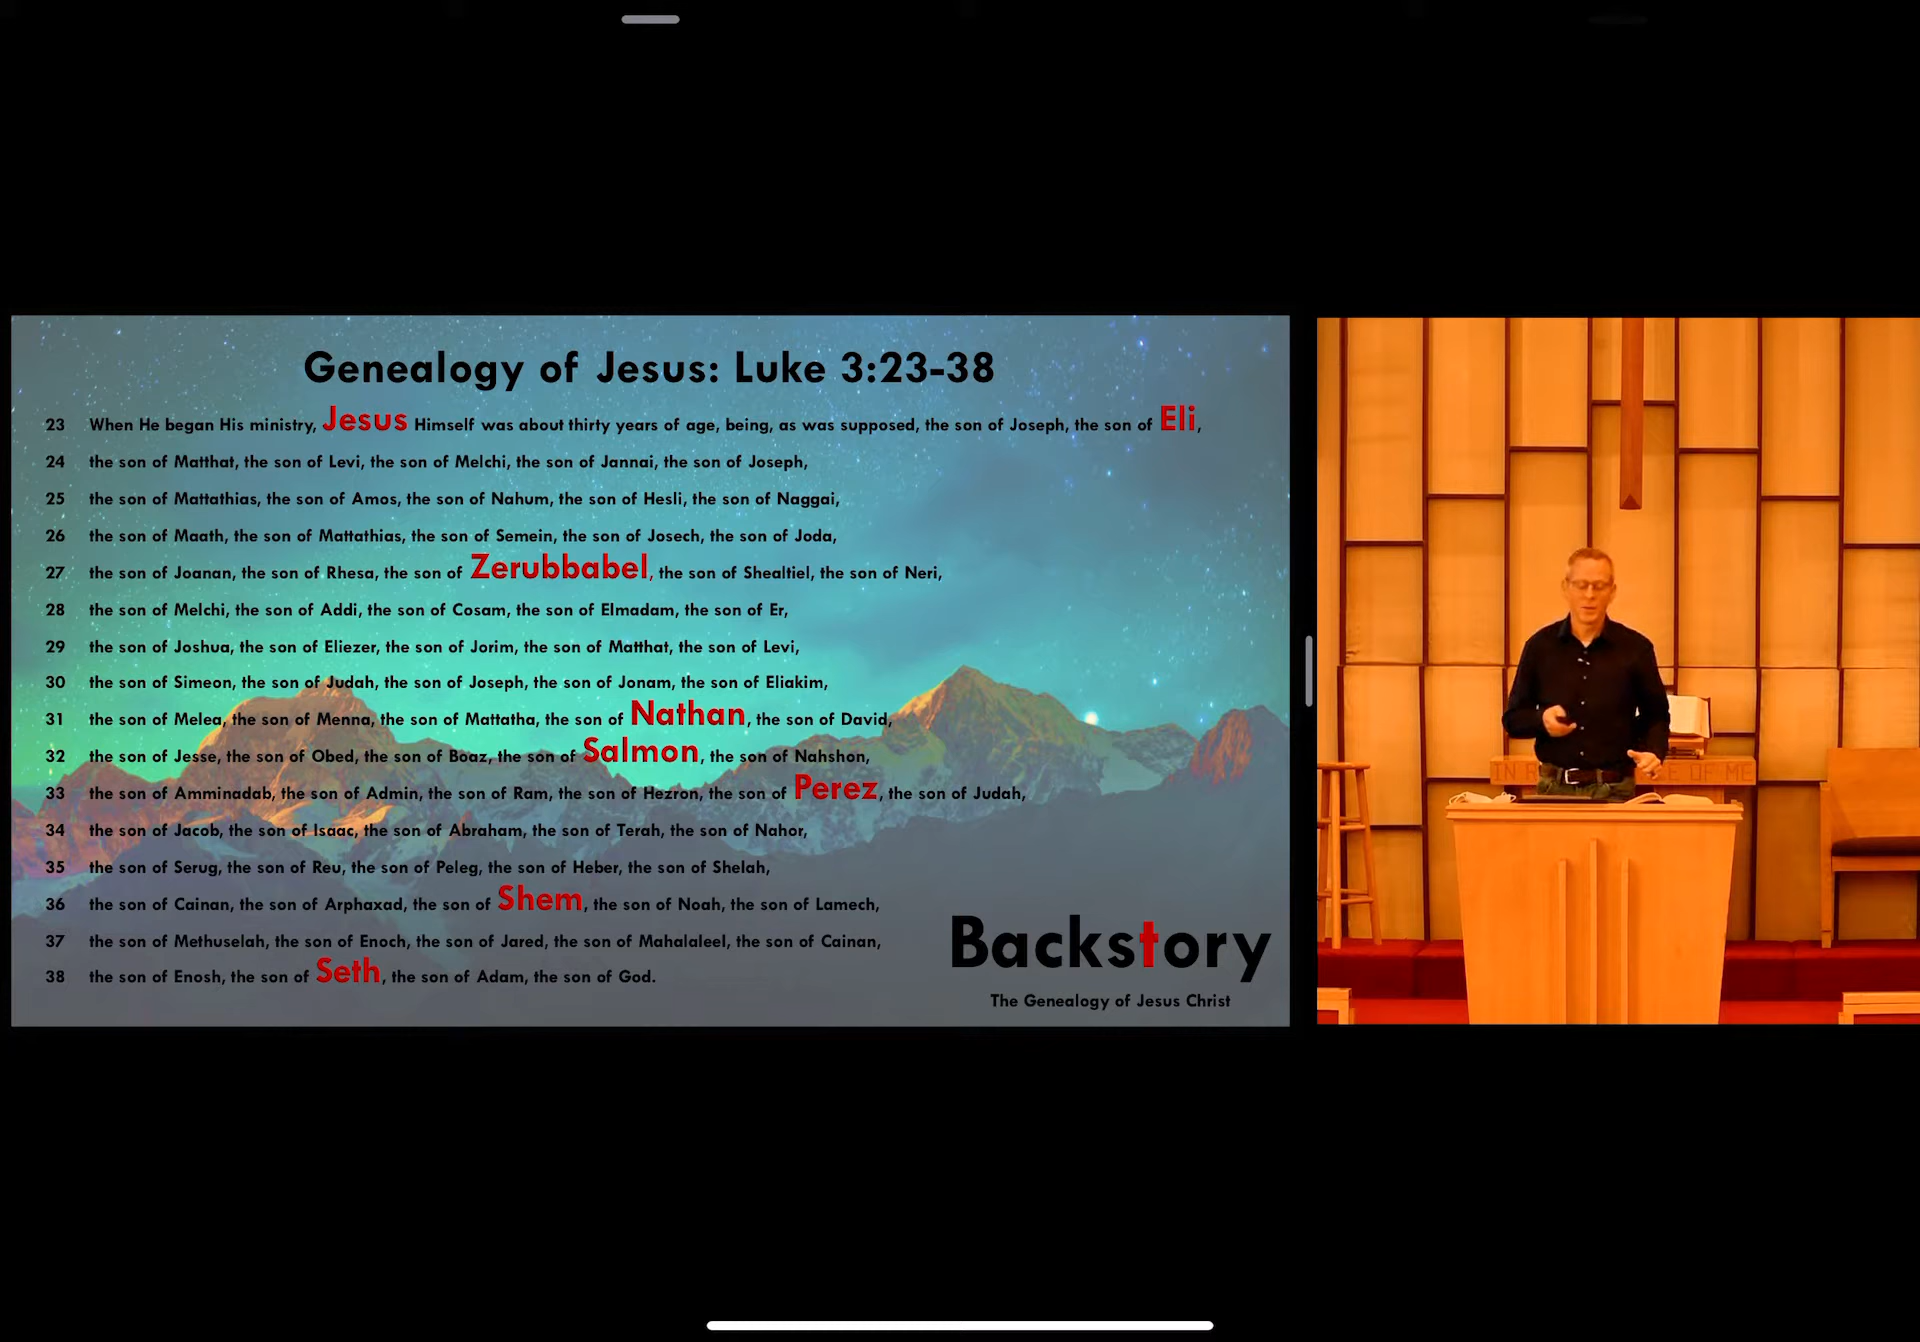 Genealogy of Jesus: Luke 3:23-38
23 When He began His ministry, Jesus Himself was about thirty years of age, being, as was supposed, the son of Joseph, the son of Eli,
24 the son of Matthat, the son of Levi, the son of Melchi, the son of Jannai, the son of Joseph,
25 the son of Mattathias, the son of Amos, the son of Nahum, the son of Hesli, the son of Naggai,
26 the son of Maath, the son of Mattathias, the son of Semein, the son of Josech, the son of Joda,
27 the son of Joanan, the son of Rhesa, the son of Zerubbabel, the son of Shealtiel, the son of Neri,
28 the son of Melchi, the son of Addi, the son of Cosam, the son of Elmadam, the son of Er,
29 the son of Joshua, the son of Eliezer, the son of Jorim, the son of Matthat, the son of Levi,
30 the son of Simeon, the son of Judah, the son of Joseph, the son of Jonam, the son of Eliakim,
31 the son of Melea, the son of Menna, the son of Mattatha, the son of Nathan, the son of David,
32 the son of Jesse, the son of Obed, the son of Boaz, the son of Salmon, the son of Nahshon,
33 the son of Amminadab, the son of Admin, the son of Ram, the son of Hezron, the son of Perez, the son of Judah,
34 the son of Jacob, the son of Isaac, the son of Abraham, the son of Terah, the son of Nahor,
35 the son of Serug, the son of Reu, the son of Peleg, the son of Heber, the son of Shelah,
36 the son of Cainan, the son of Arphaxad, the son of Shem, the son of Noah, the son of Lamech,
37 the son of Methuselah, the son of Enoch, the son of Jared, the son of Mahalaleel, the son of Cainan,
38 the son of Enosh, the son of Seth, the son of Adam, the son of God.
Backstory
The Genealogy of Jesus Christ
IN OF ME